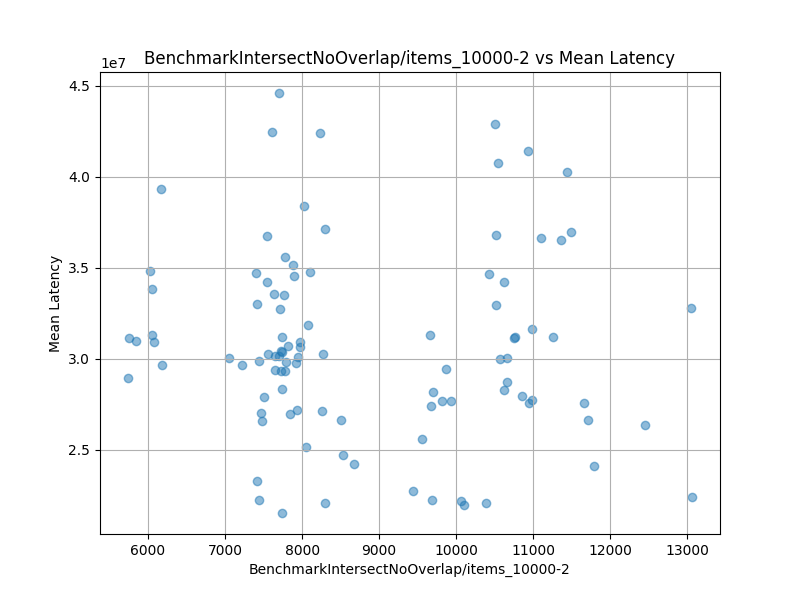 BenchmarkIntersectNoOverlap/items_10000-2 vs Mean Latency
1e7
4.5
4.0
3.5
3.0
2.5
Mean Latency
6000 7000 8000 9000 10000 11000 12000 13000
BenchmarkIntersectNoOverlap/items_10000-2